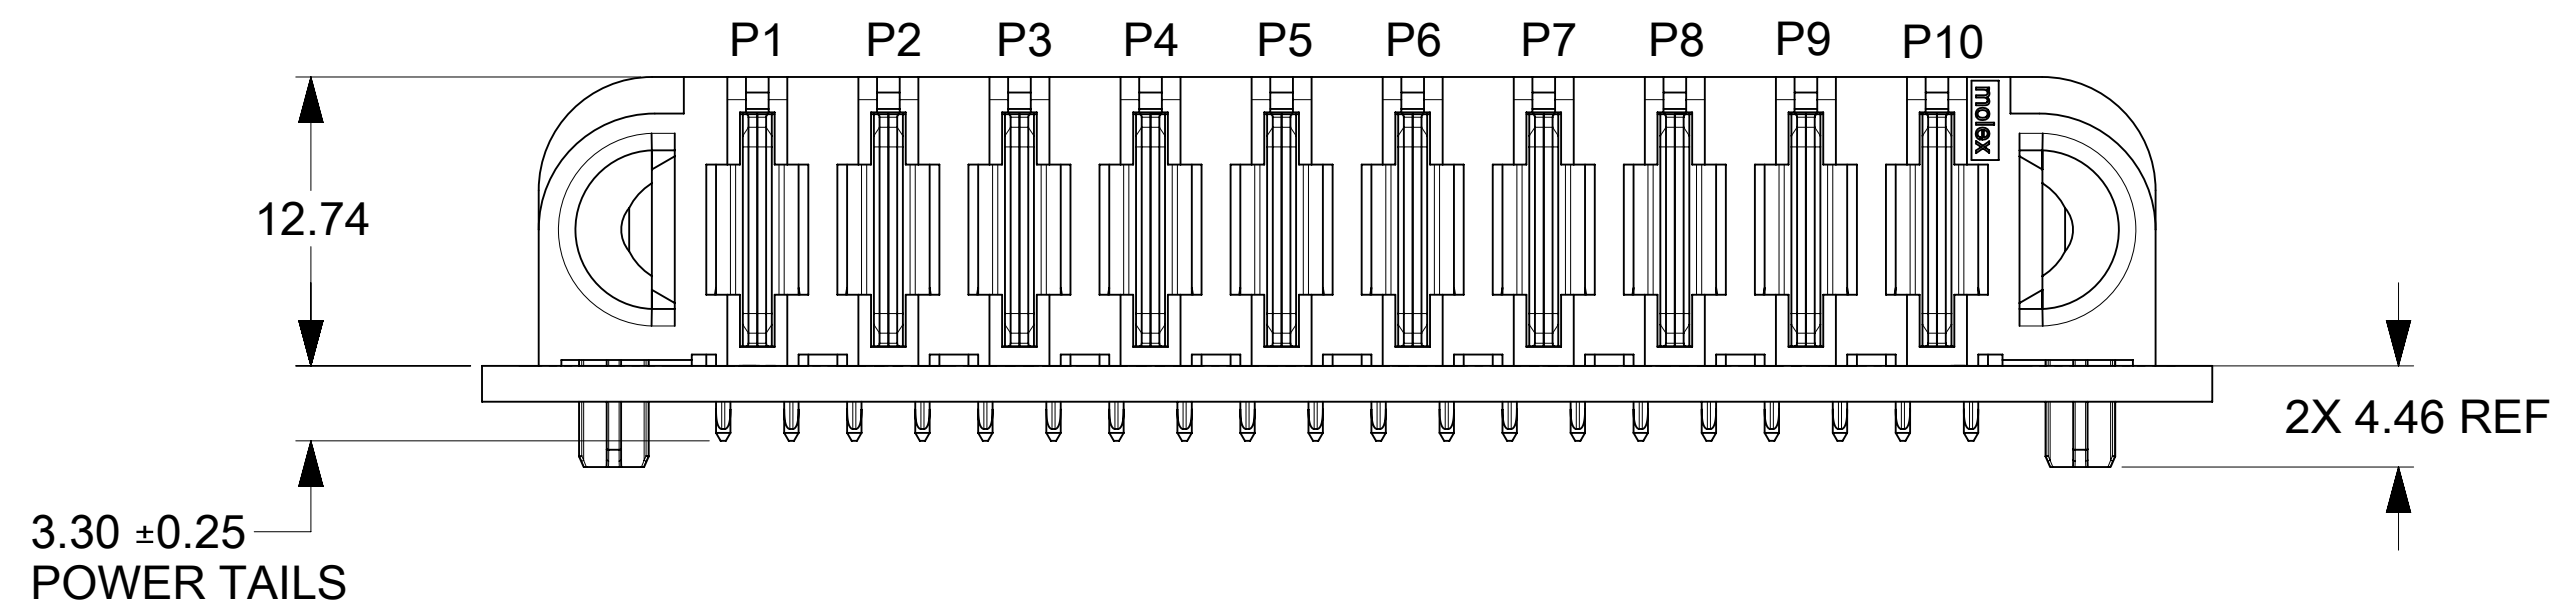 P1 P2 P3 P4 P5 P6 P7 P8 P9 P10
molex
12.74
2X 4.46 REF
3.30 ±0.25
POWER TAILS